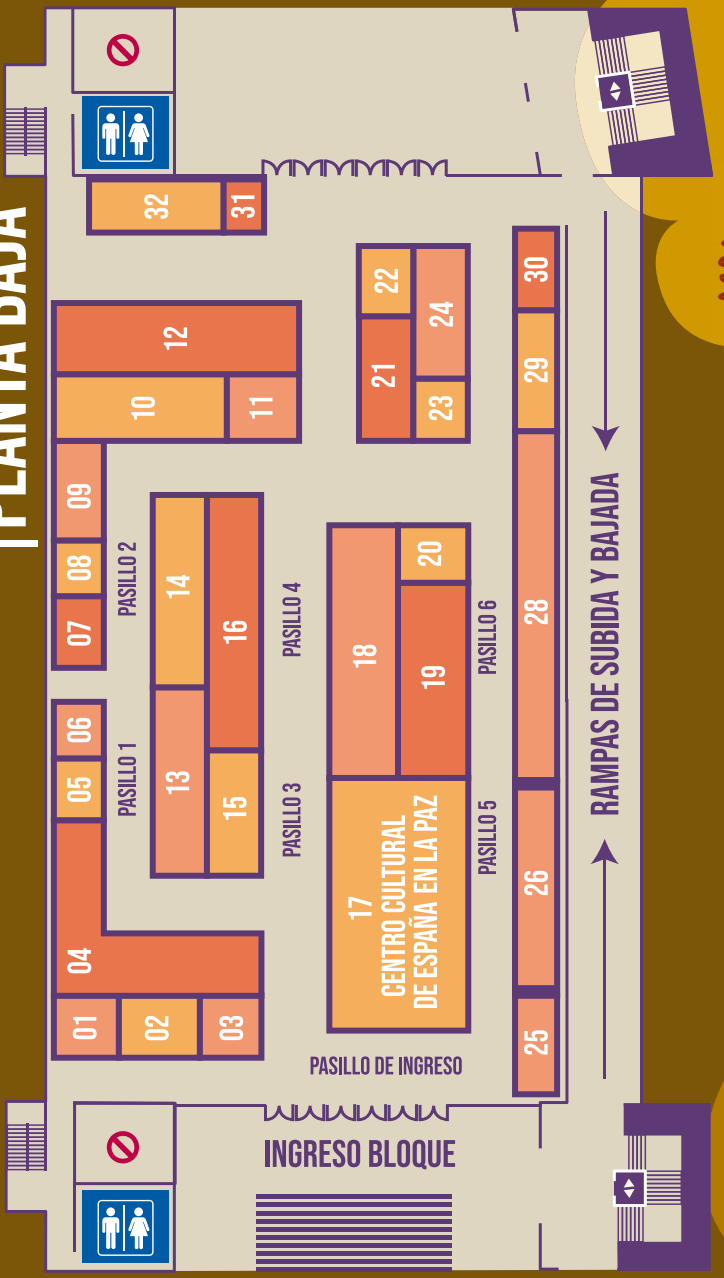 PLANTA BAJA
32
31
12
10
11
09
08
07
06
05
04
01
02
03
PASILLO 2
PASILLO 1
14
16
13
15
PASILLO 4
PASILLO 3
22
24
21
23
18
20
19
17
CENTRO CULTURAL
DE ESPAÑA EN LA PAZ
PASILLO 6
PASILLO 5
30
29
28
26
25
RAMPAS DE SUBIDA Y BAJADA
PASILLO DE INGRESO
INGRESO BLOQUE